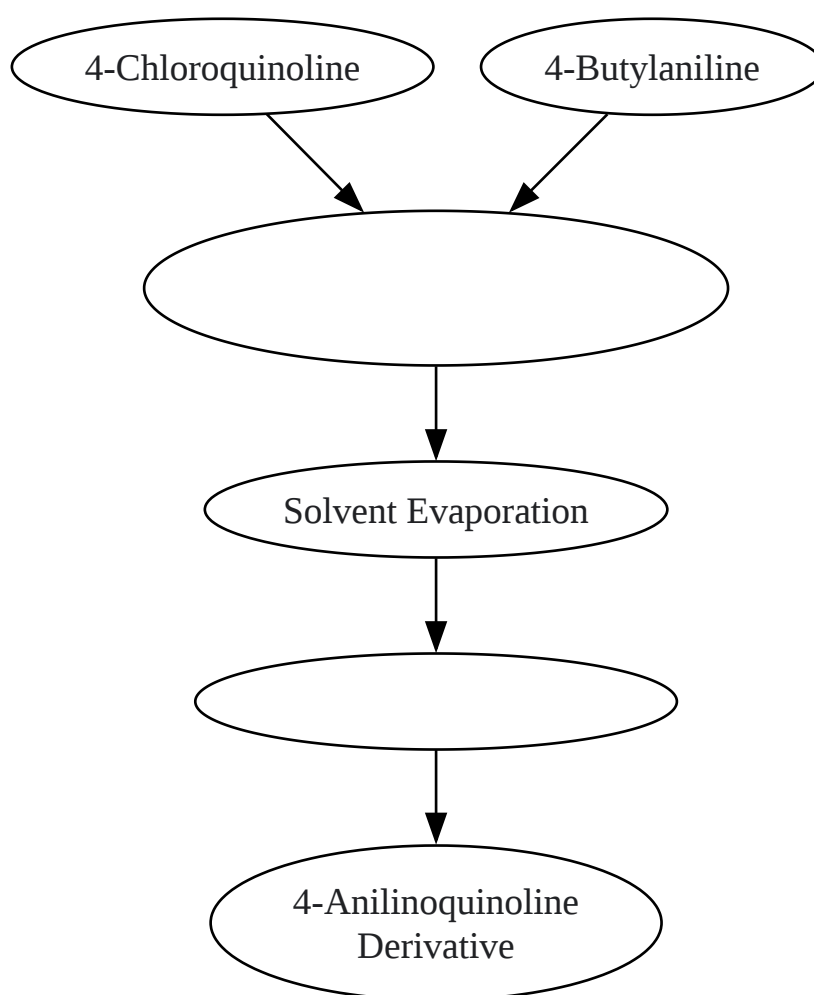 4-Chloroquinoline
4-Butylaniline
Solvent Evaporation
4-Anilinoquinoline
Derivative